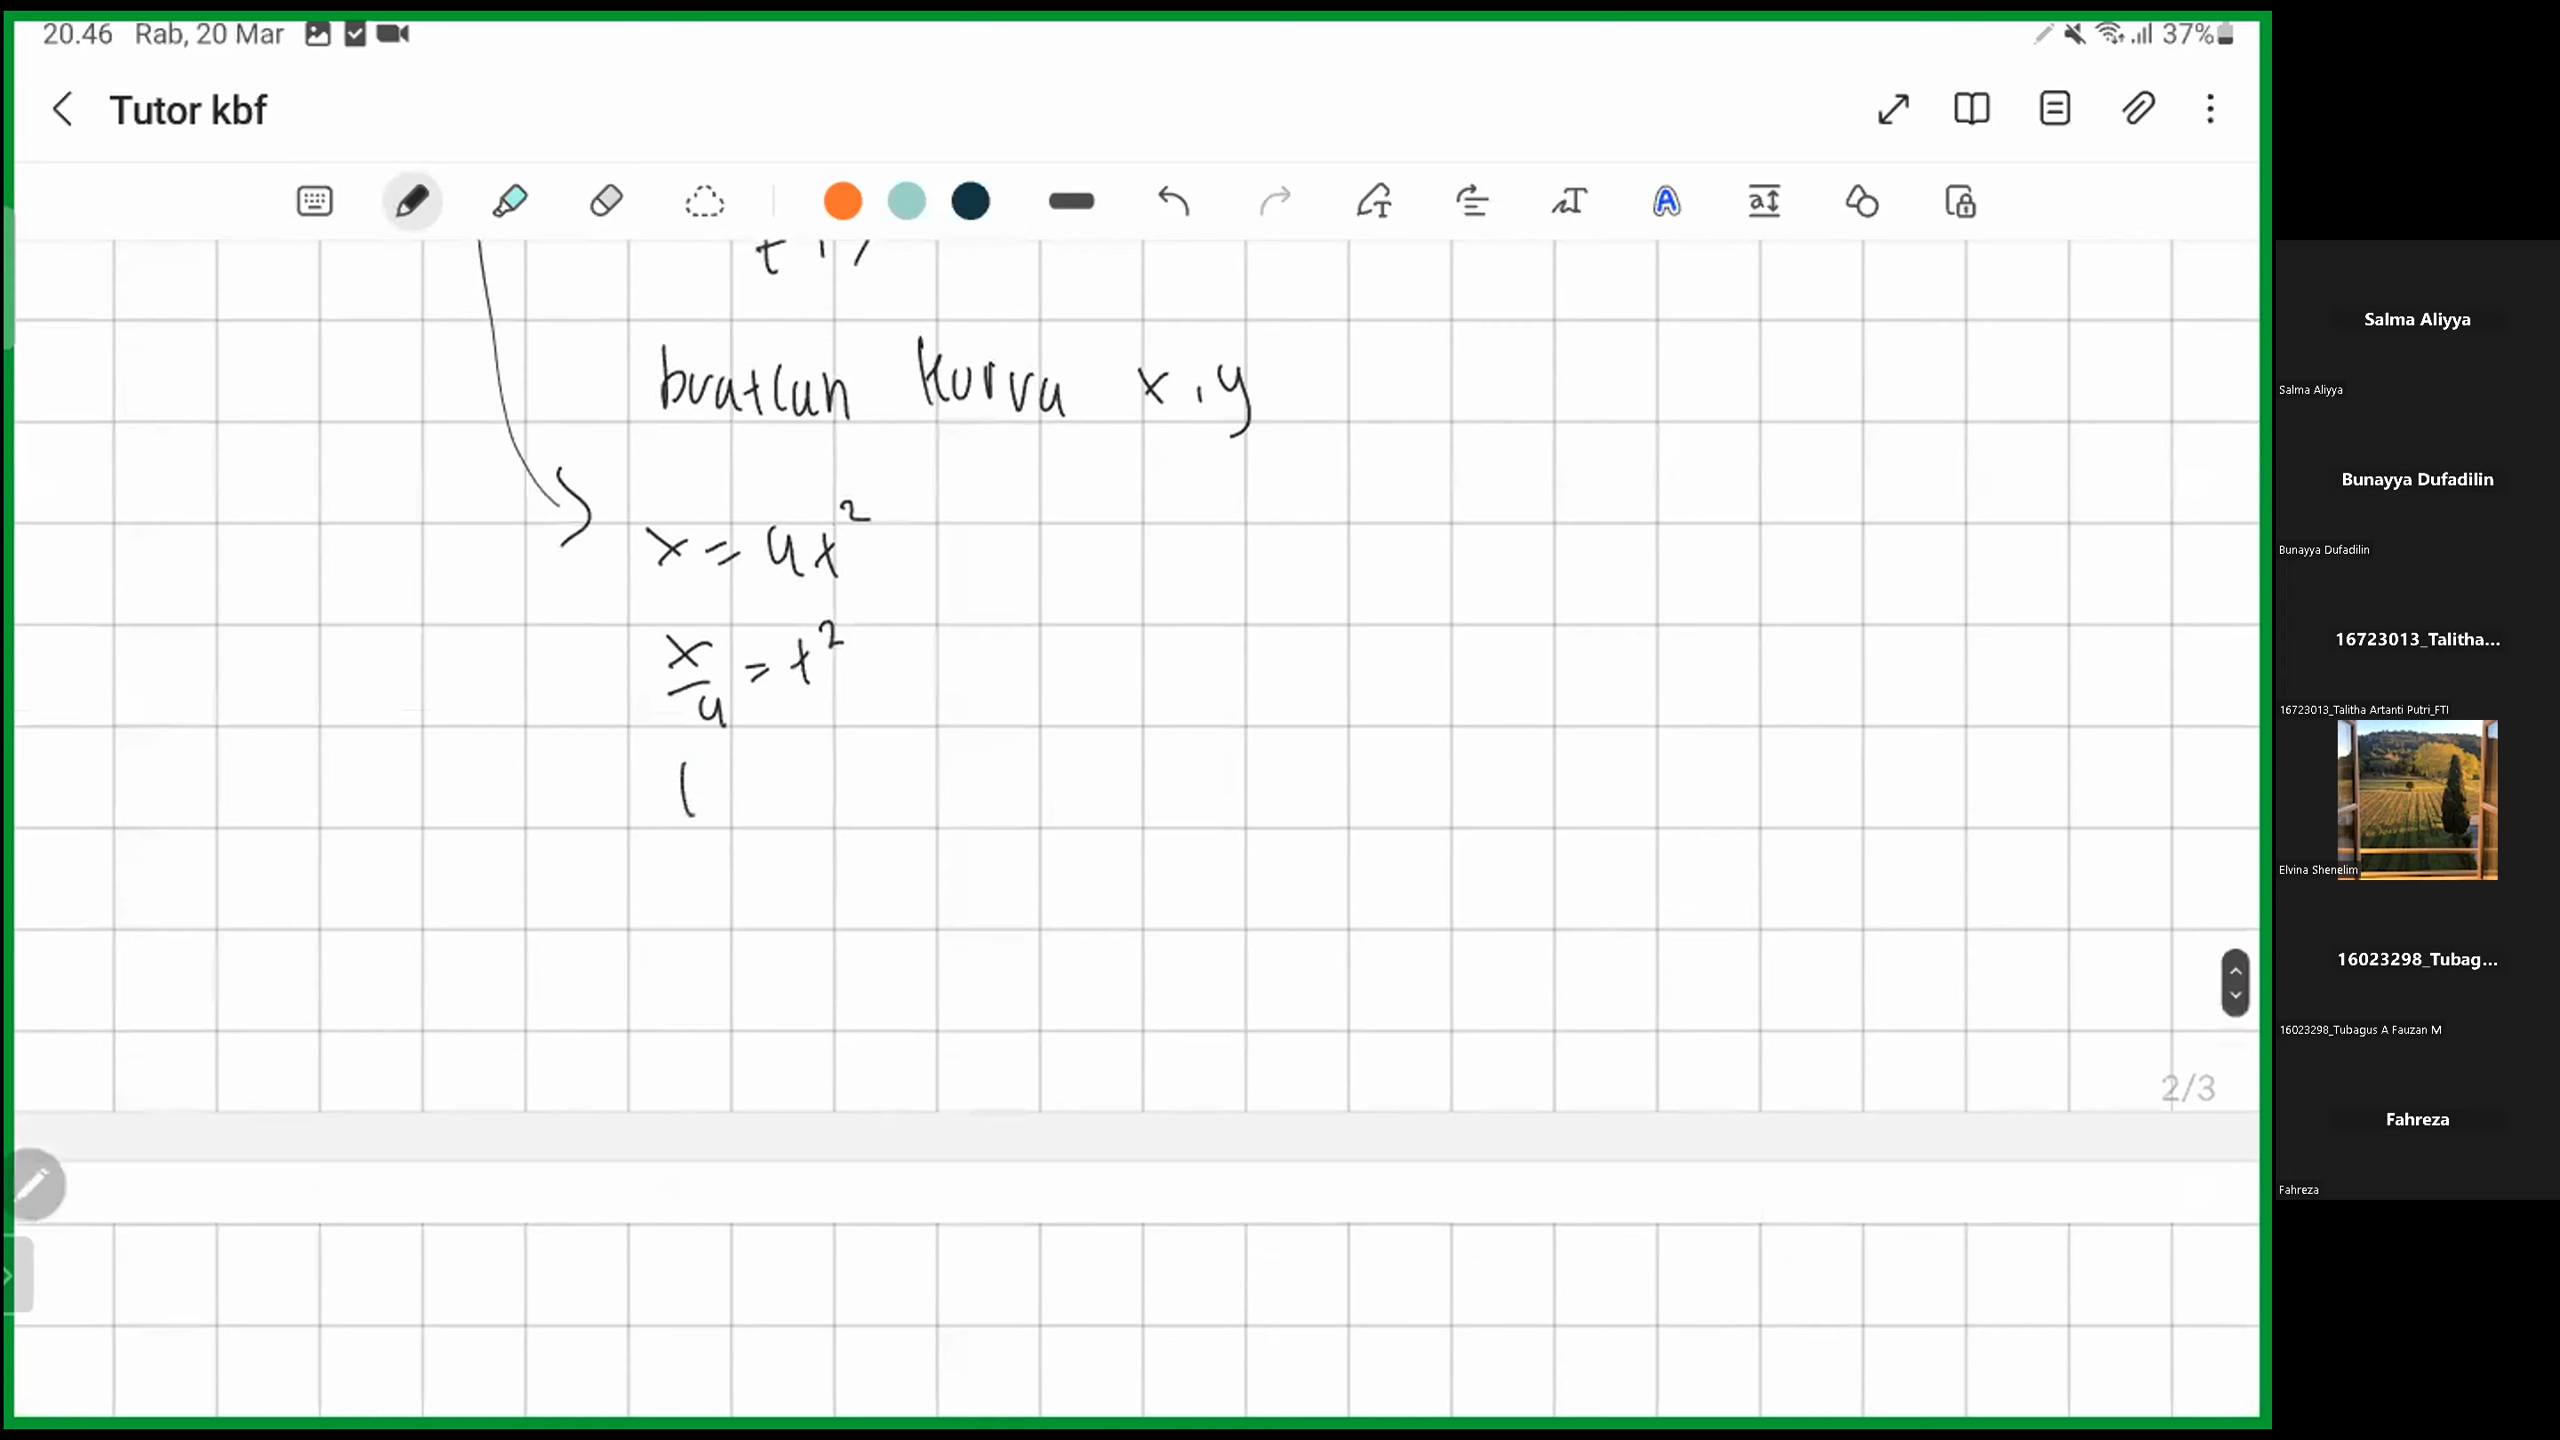 20.46 Rab, 20 Mar
37%
Tutor kbf
buatlan kurva x, y
x = 4t²
x/4 = t²
(
2/3
Salma Aliyya
Salma Aliyya
Bunayya Dufadilin
Bunayya Dufadilin
16723013_Talitha...
16723013_Talitha Artanti Putri_FTI
Elvina Shenelim
16023298_Tubag...
16023298_Tubagus A Fauzan M
Fahreza
Fahreza